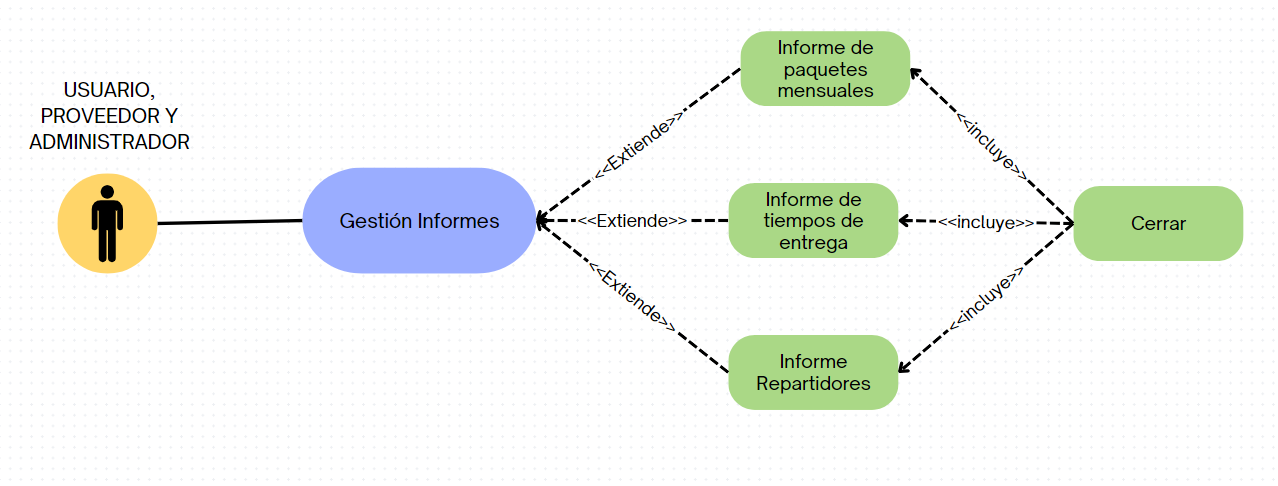 USUARIO,
PROVEEDOR Y
ADMINISTRADOR
Gestión Informes
<<Extiende>>
<<Extiende>>
<<Extiende>>
Informe de
paquetes
mensuales
Informe de
tiempos de
entrega
Informe
Repartidores
<<incluye>>
<<incluye>>
<<incluye>>
Cerrar